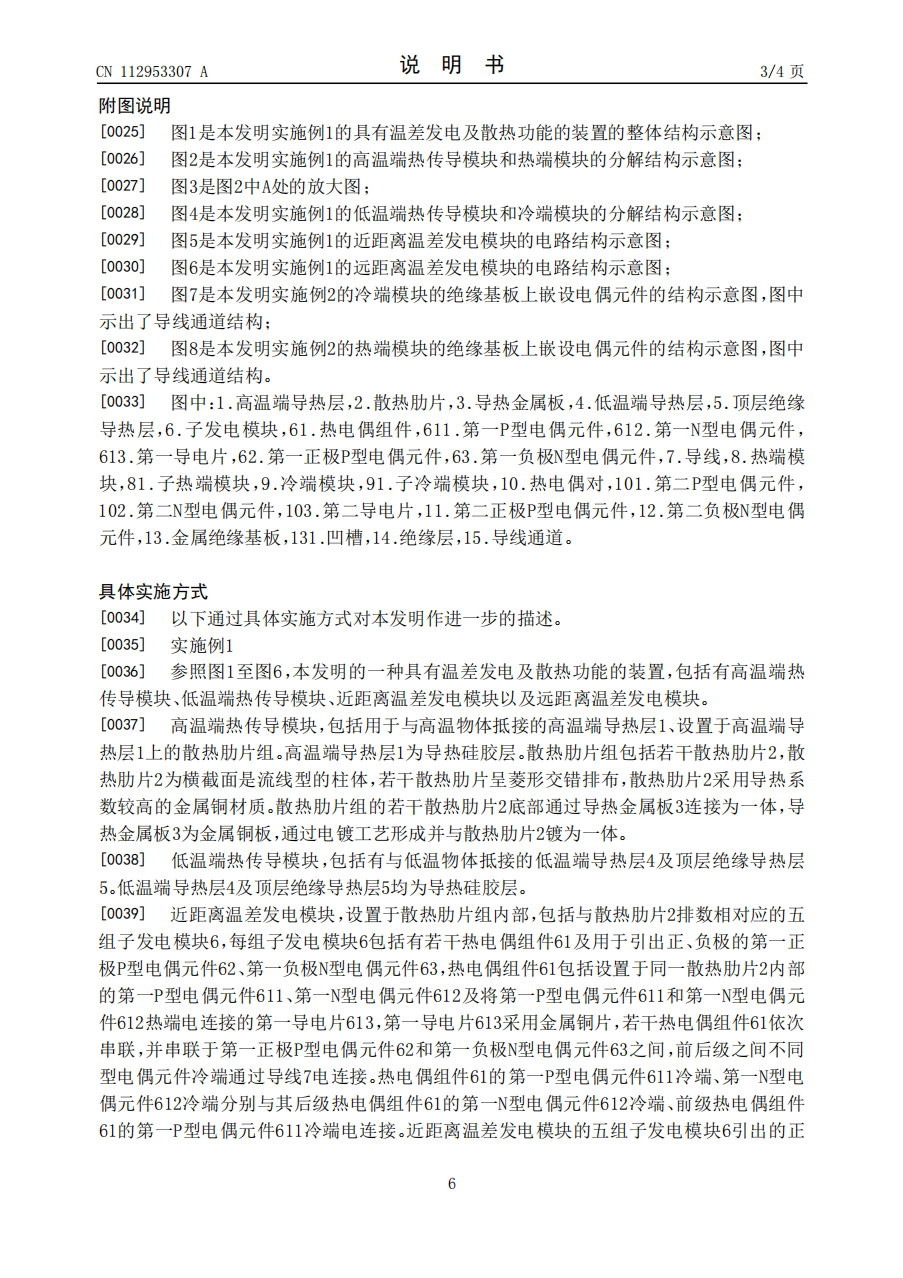 CN 112953307 A
说 明 书
3/4 页
附图说明
[0025] 图1是本发明实施例1的具有温差发电及散热功能的装置的整体结构示意图;
[0026] 图2是本发明实施例1的高温端热传导模块和热端模块的分解结构示意图;
[0027] 图3是图2中A处的放大图;
[0028] 图4是本发明实施例1的低温端热传导模块和冷端模块的分解结构示意图;
[0029] 图5是本发明实施例1的近距离温差发电模块的电路结构示意图;
[0030] 图6是本发明实施例1的远距离温差发电模块的电路结构示意图;
[0031] 图7是本发明实施例2的冷端模块的绝缘基板上嵌设电偶元件的结构示意图,图中
示出了导线通道结构;
[0032] 图8是本发明实施例2的热端模块的绝缘基板上嵌设电偶元件的结构示意图,图中
示出了导线通道结构。
[0033] 图中:1.高温端导热层,2.散热肋片,3.导热金属板,4.低温端导热层,5.顶层绝缘
导热层,6.子发电模块,61.热电偶组件,611.第一P型电偶元件,612.第一N型电偶元件,
613.第一导电片,62.第一正极P型电偶元件,63.第一负极N型电偶元件,7.导线,8.热端模
块,81.子热端模块,9.冷端模块,91.子冷端模块,10.热电偶对,101.第二P型电偶元件,
102.第二N型电偶元件,103.第二导电片,11.第二正极P型电偶元件,12.第二负极N型电偶
元件,13.金属绝缘基板,131.凹槽,14.绝缘层,15.导线通道。
具体实施方式
[0034] 以下通过具体实施方式对本发明作进一步的描述。
[0035] 实施例1
[0036] 参照图1至图6,本发明的一种具有温差发电及散热功能的装置,包括有高温端热
传导模块、低温端热传导模块、近距离温差发电模块以及远距离温差发电模块。
[0037] 高温端热传导模块,包括用于与高温物体抵接的高温端导热层1、设置于高温端导
热层1上的散热肋片组。高温端导热层1为导热硅胶层。散热肋片组包括若干散热肋片2,散
热肋片2为横截面是流线型的柱体,若干散热肋片呈菱形交错排布,散热肋片2采用导热系
数较高的金属铜材质。散热肋片组的若干散热肋片2底部通过导热金属板3连接为一体,导
热金属板3为金属铜板,通过电镀工艺形成并与散热肋片2镀为一体。
[0038] 低温端热传导模块,包括有与低温物体抵接的低温端导热层4及顶层绝缘导热层
5。低温端导热层4及顶层绝缘导热层5均为导热硅胶层。
[0039] 近距离温差发电模块,设置于散热肋片组内部,包括与散热肋片2排数相对应的五
组子发电模块6,每组子发电模块6包括有若干热电偶组件61及用于引出正、负极的第一正
极P型电偶元件62、第一负极N型电偶元件63,热电偶组件61包括设置于同一散热肋片2内部
的第一P型电偶元件611、第一N型电偶元件612及将第一P型电偶元件611和第一N型电偶元
件612热端电连接的第一导电片613,第一导电片613采用金属铜片,若干热电偶组件61依次
串联,并串联于第一正极P型电偶元件62和第一负极N型电偶元件63之间,前后级之间不同
型电偶元件冷端通过导线7电连接。热电偶组件61的第一P型电偶元件611冷端、第一N型电
偶元件612冷端分别与其后级热电偶组件61的第一N型电偶元件612冷端、前级热电偶组件
61的第一P型电偶元件611冷端电连接。近距离温差发电模块的五组子发电模块6引出的正
6